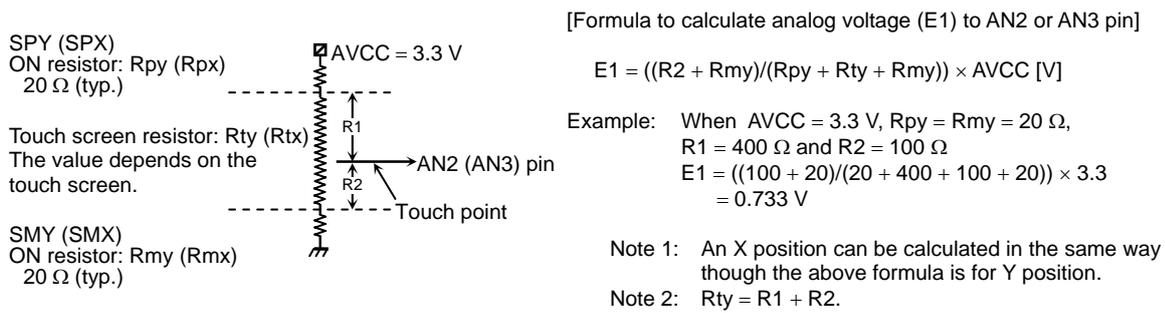 SPY (SPX)
ON resistor: Rpy (Rpx)
20 Ω (typ.)
AVCC = 3.3 V
R1
Touch screen resistor: Rty (Rtx)
The value depends on the
touch screen.
AN2 (AN3) pin
R2
Touch point
SMY (SMX)
ON resistor: Rmy (Rmx)
20 Ω (typ.)
[Formula to calculate analog voltage (E1) to AN2 or AN3 pin]
E1 = ((R2 + Rmy)/(Rpy + Rty + Rmy)) × AVCC [V]
Example: When AVCC = 3.3 V, Rpy = Rmy = 20 Ω,
R1 = 400 Ω and R2 = 100 Ω
E1 = ((100 + 20)/(20 + 400 + 100 + 20)) × 3.3
= 0.733 V
Note 1: An X position can be calculated in the same way
though the above formula is for Y position.
Note 2: Rty = R1 + R2.